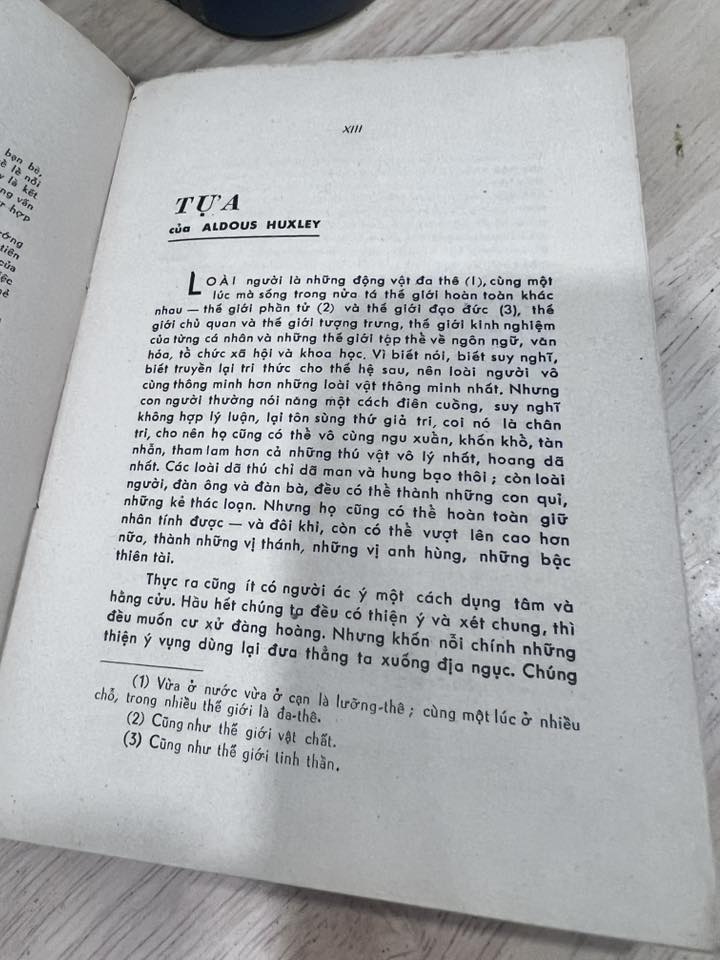 bạn bè,
lẽ nỗi
là kết
vấn
hợp
tiên
của
XIII
TỰA
của ALDOUS HUXLEY
LOÀI người là những động vật đa thê (1), cùng một
lúc mà sống trong nửa tá thế giới hoàn toàn khác
nhau — thế giới phần tử (2) và thế giới đạo đức (3), thế
giới chủ quan và thế giới tượng trưng, thế giới kinh nghiệm
của từng cá nhân và những thế giới tập thể về ngôn ngữ, văn
hóa, tổ chức xã hội và khoa học. Vì biết nói, biết suy nghĩ,
biết truyền lại tri thức cho thế hệ sau, nên loài người vô
cùng thông minh hơn những loài vật thông minh nhất. Nhưng
con người thường nói năng một cách điên cuồng, suy nghĩ
không hợp lý luận, lại tôn sùng thứ giả tri, coi nó là chân
tri, cho nên họ cũng có thể vô cùng ngu xuẩn, khốn khổ, tàn
nhẫn, tham lam hơn cả những thú vật vô lý nhất, hoang dã
nhất. Các loài dã thú chỉ dã man và hung bạo thôi ; còn loài
người, đàn ông và đàn bà, đều có thể thành những con quỉ,
những kẻ thác loạn. Nhưng họ cũng có thể hoàn toàn giữ
nhân tính được — và đôi khi, còn có thể vượt lên cao hơn
nữa, thành những vị thánh, những vị anh hùng, những bậc
thiên tài.
Thực ra cũng ít có người ác ý một cách dụng tâm và
hằng cửu. Hầu hết chúng ta đều có thiện ý và xét chung, thì
đều muốn cư xử đàng hoàng. Nhưng khốn nỗi chính những
thiện ý vụng dùng lại đưa thẳng ta xuống địa ngục. Chúng
(1) Vừa ở nước vừa ở cạn là lưỡng-thê ; cùng một lúc ở nhiều
chỗ, trong nhiều thế giới là đa-thê.
(2) Cũng như thế giới vật chất.
(3) Cũng như thế giới tinh thần.